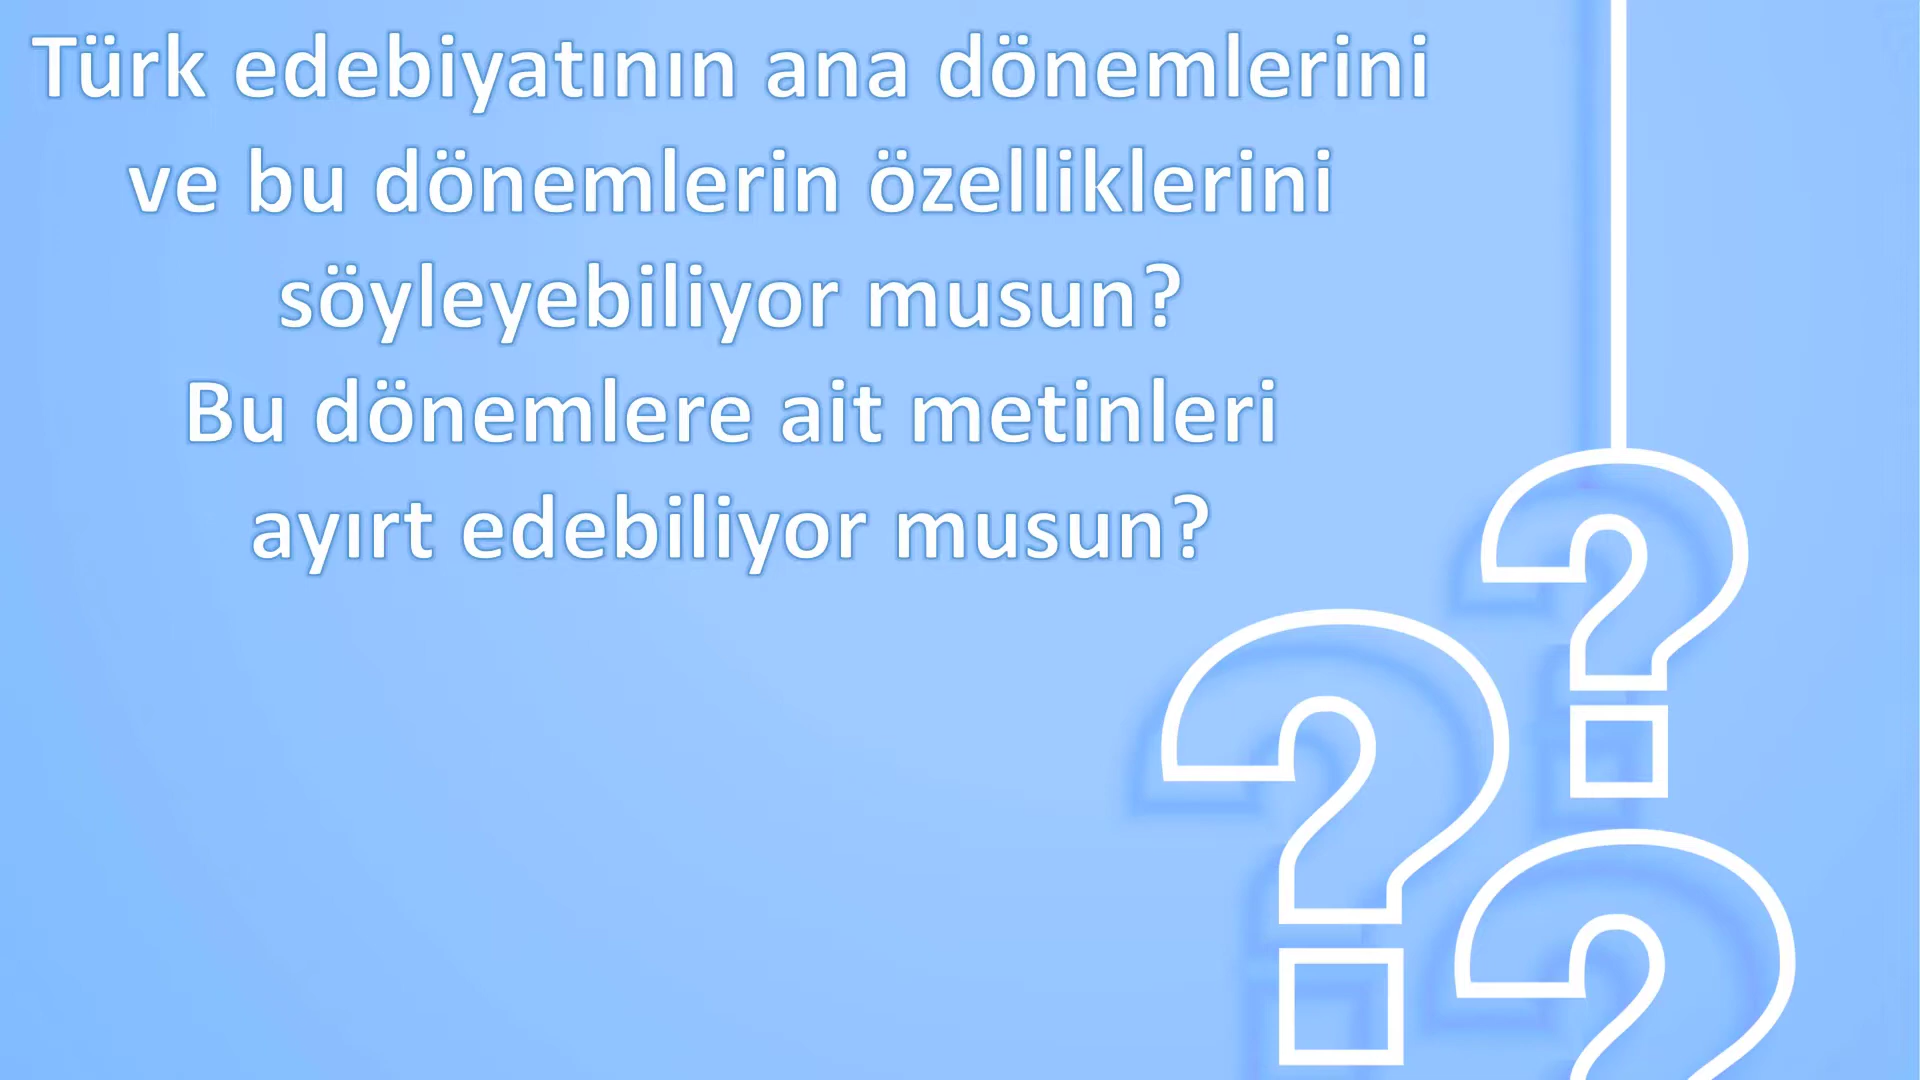 Türk edebiyatının ana dönemlerini
ve bu dönemlerin özelliklerini
söyleyebiliyor musun?
Bu dönemlere ait metinleri
ayırt edebiliyor musun?